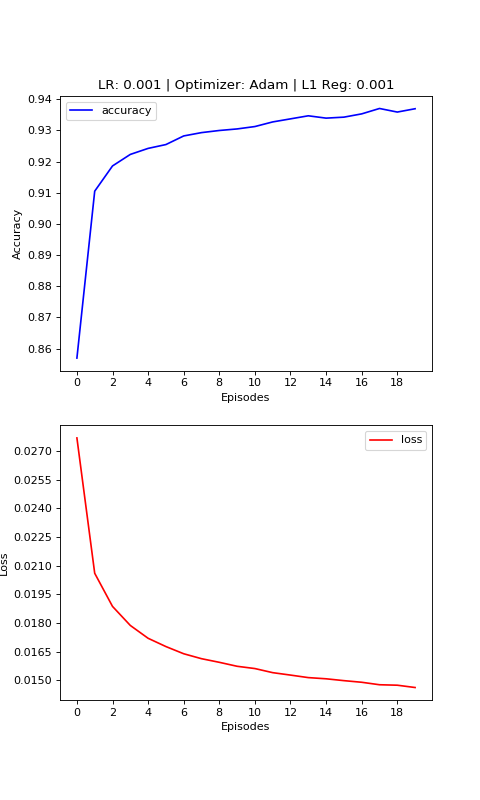 LR: 0.001 | Optimizer: Adam | L1 Reg: 0.001
accuracy
0.94
0.93
0.92
0.91
0.90
0.89
0.88
0.87
0.86
Accuracy
0 2 4 6 8 10 12 14 16 18
Episodes
loss
0.0270
0.0255
0.0240
0.0225
0.0210
0.0195
0.0180
0.0165
0.0150
Loss
0 2 4 6 8 10 12 14 16 18
Episodes